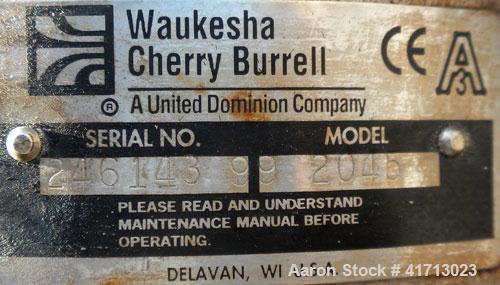 Waukesha
Cherry Burrell
® A United Dominion Company
CE
A
3
SERIAL NO. MODEL
246143 99 2045
PLEASE READ AND UNDERSTAND
MAINTENANCE MANUAL BEFORE
OPERATING.
DELAVAN, WI U.S.A.
Aaron Stock # 41713023